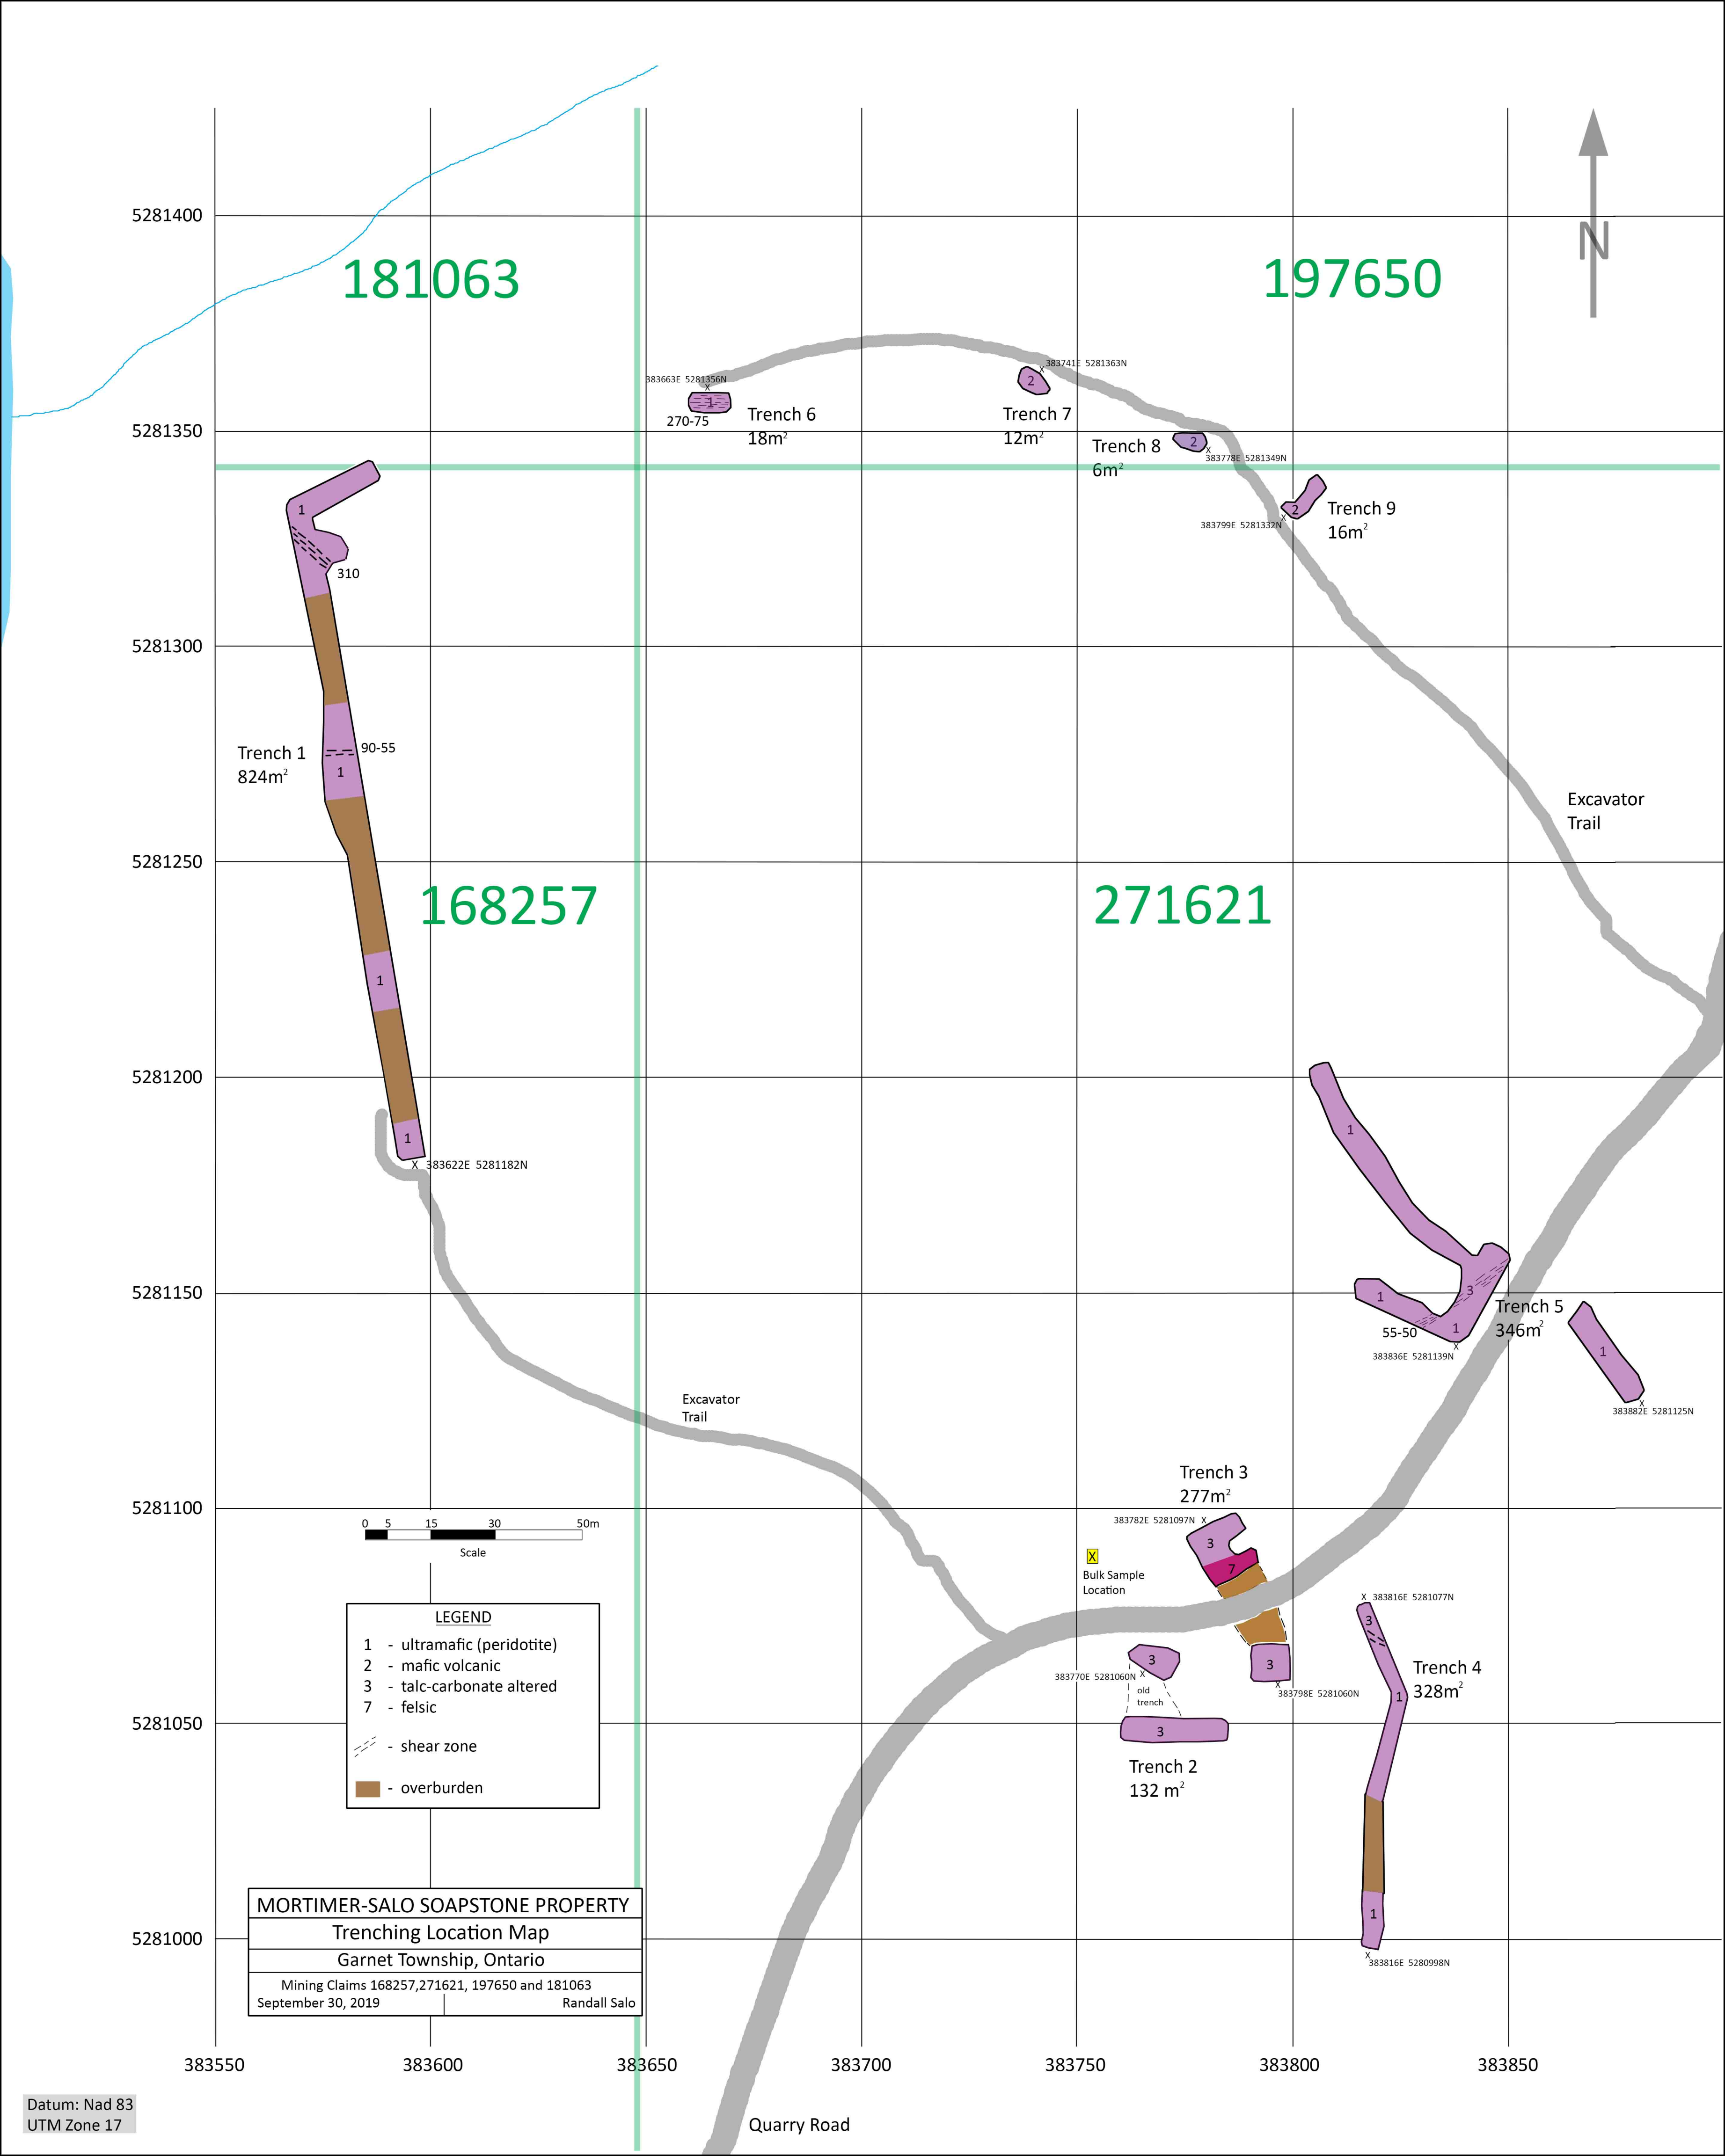 N
5281400
181063
197650
383741E 5281363N
383663E 5281356N
2
1
270-75
Trench 6
18m²
Trench 7
12m²
5281350
Trench 8
6m²
2
383778E 5281349N
1
2
Trench 9
16m²
383799E 5281332N
310
5281300
Trench 1
824m²
90-55
1
Excavator
Trail
5281250
168257
271621
1
5281200
1
1
383622E 5281182N
5281150
1
3
1
55-50
Trench 5
346m²
383836E 5281139N
1
383882E 5281125N
Excavator
Trail
Trench 3
277m²
5281100
0 5 15 30 50m
Scale
383782E 5281097N X
3
7
X
Bulk Sample
Location
X 383816E 5281077N
3
LEGEND
1 - ultramafic (peridotite)
2 - mafic volcanic
3 - talc-carbonate altered
7 - felsic
- shear zone
- overburden
3
383770E 5281060N X
old
trench
3
383798E 5281060N
Trench 4
328m²
1
5281050
3
Trench 2
132 m²
1
5281000
383816E 5280998N
MORTIMER-SALO SOAPSTONE PROPERTY
Trenching Location Map
Garnet Township, Ontario
Mining Claims 168257,271621, 197650 and 181063
September 30, 2019 Randall Salo
383550 383600 383650 383700 383750 383800 383850
Datum: Nad 83
UTM Zone 17
Quarry Road